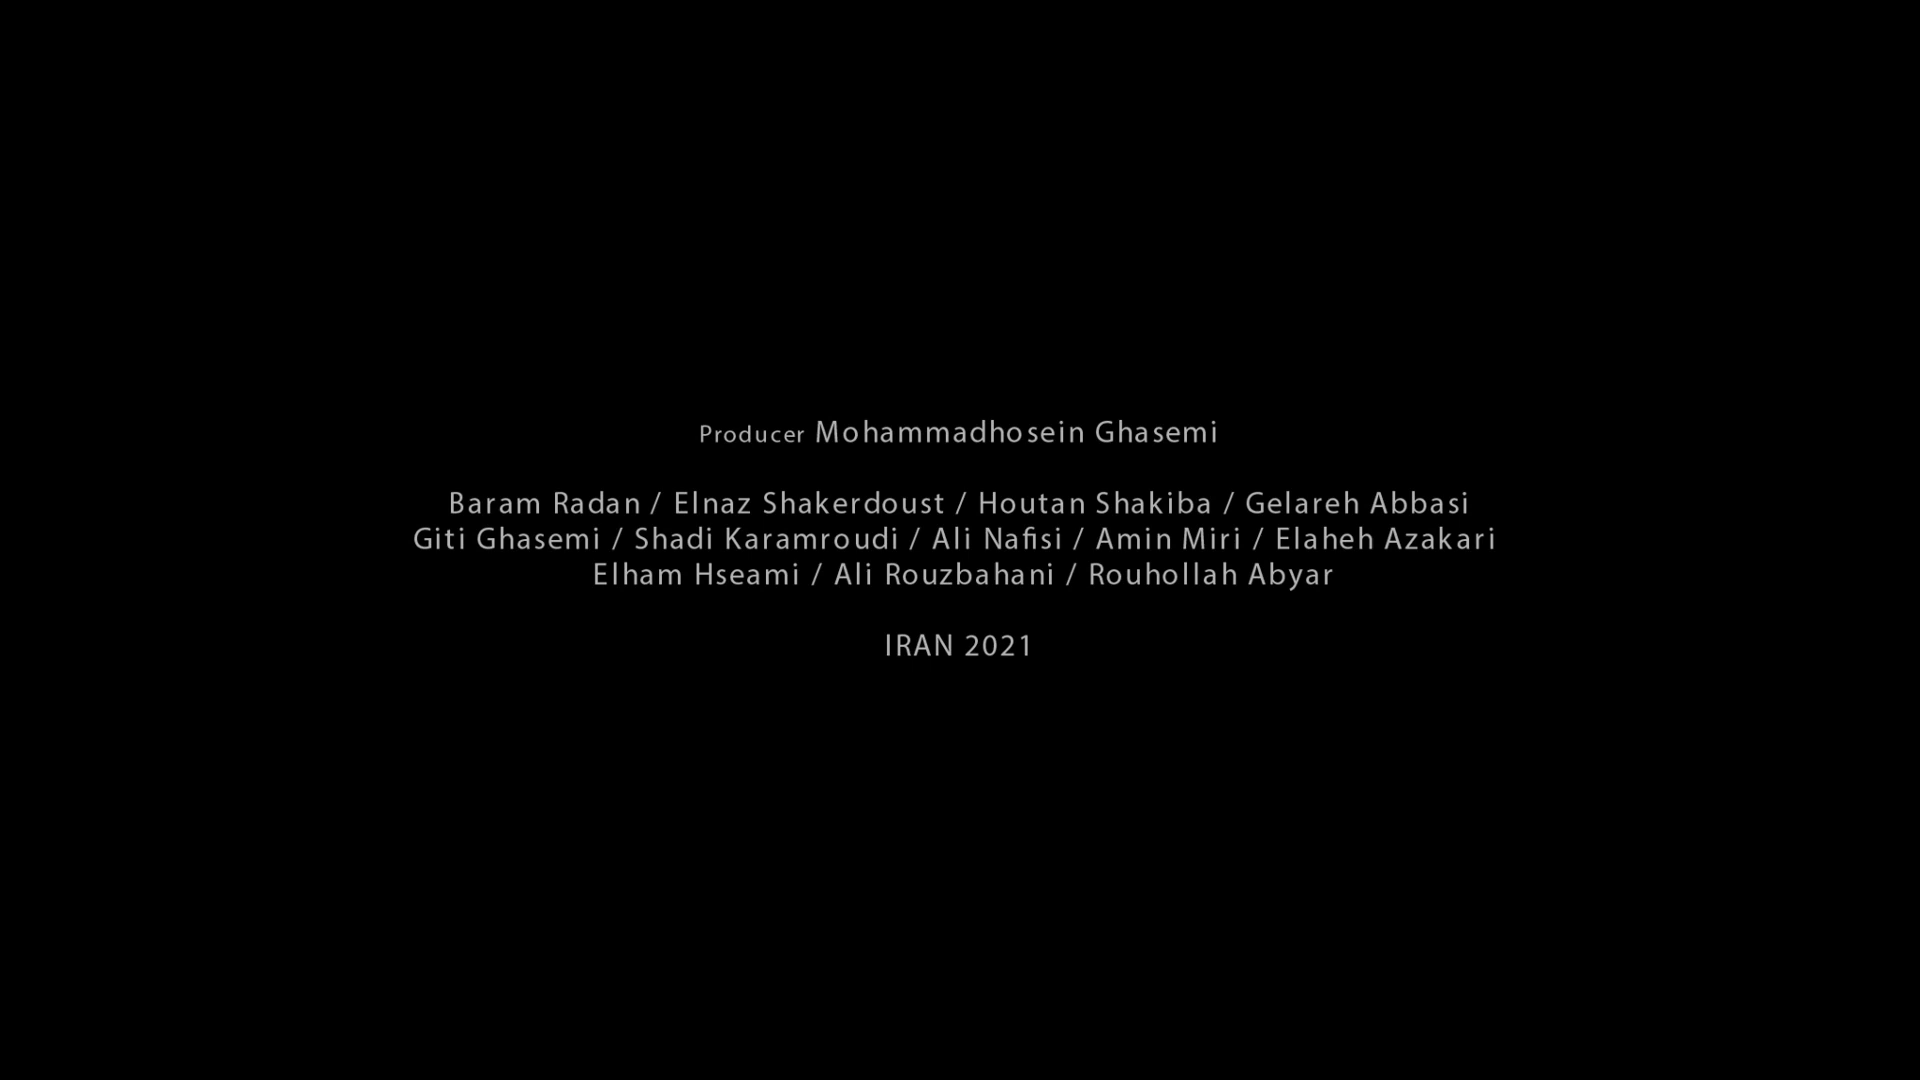 Producer Mohammadhosein Ghasemi
Baram Radan / Elnaz Shakerdoust / Houtan Shakiba / Gelareh Abbasi
Giti Ghasemi / Shadi Karamroudi / Ali Nafisi / Amin Miri / Elaheh Azakari
Elham Hseami / Ali Rouzbahani / Rouhollah Abyar
IRAN 2021